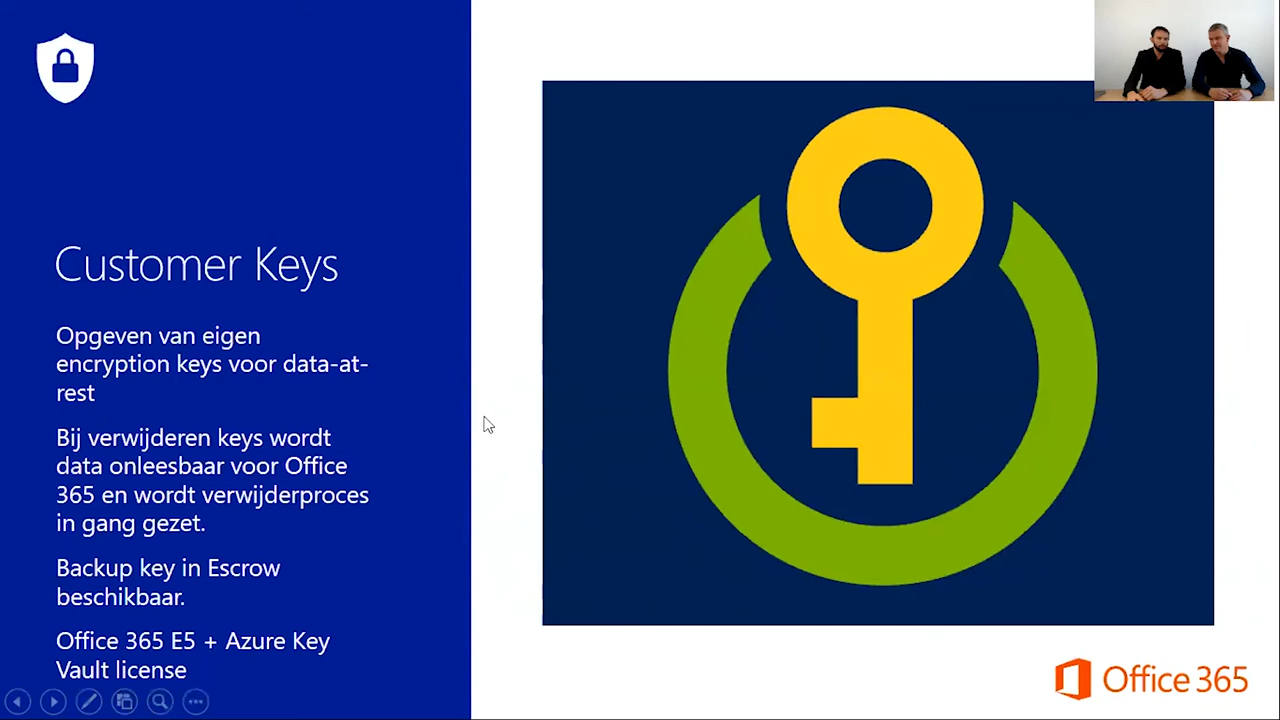 Customer Keys
Opgeven van eigen
encryption keys voor data-at-
rest
Bij verwijderen keys wordt
data onleesbaar voor Office
365 en wordt verwijderproces
in gang gezet.
Backup key in Escrow
beschikbaar.
Office 365 E5 + Azure Key
Vault license
Office 365